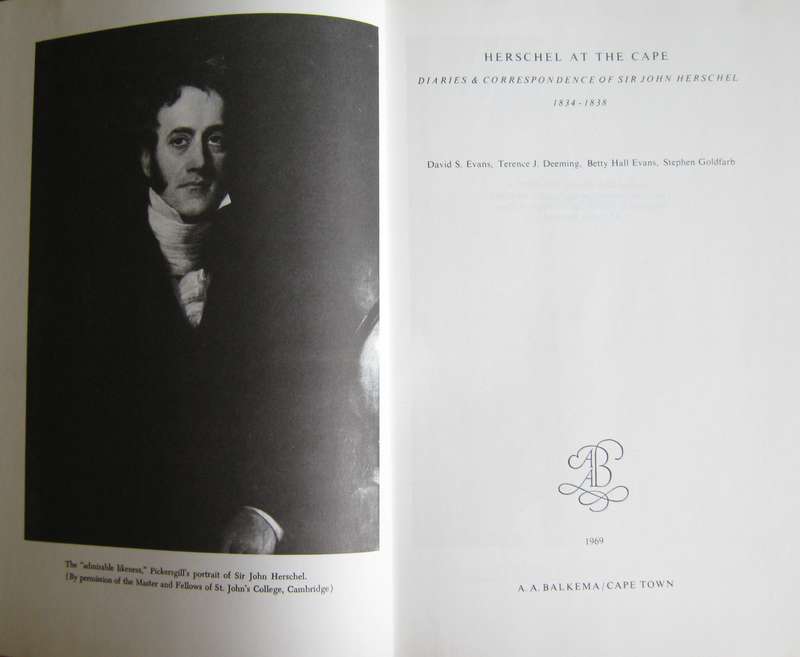 The "admirable likeness," Pickersgill's portrait of Sir John Herschel.
(By permission of the Master and Fellows of St. John's College, Cambridge)
HERSCHEL AT THE CAPE
DIARIES & CORRESPONDENCE OF SIR JOHN HERSCHEL
1834-1838
David S. Evans, Terence J. Deeming, Betty Hall Evans, Stephen Goldfarb
AAB
1969
A. A. BALKEMA/CAPE TOWN